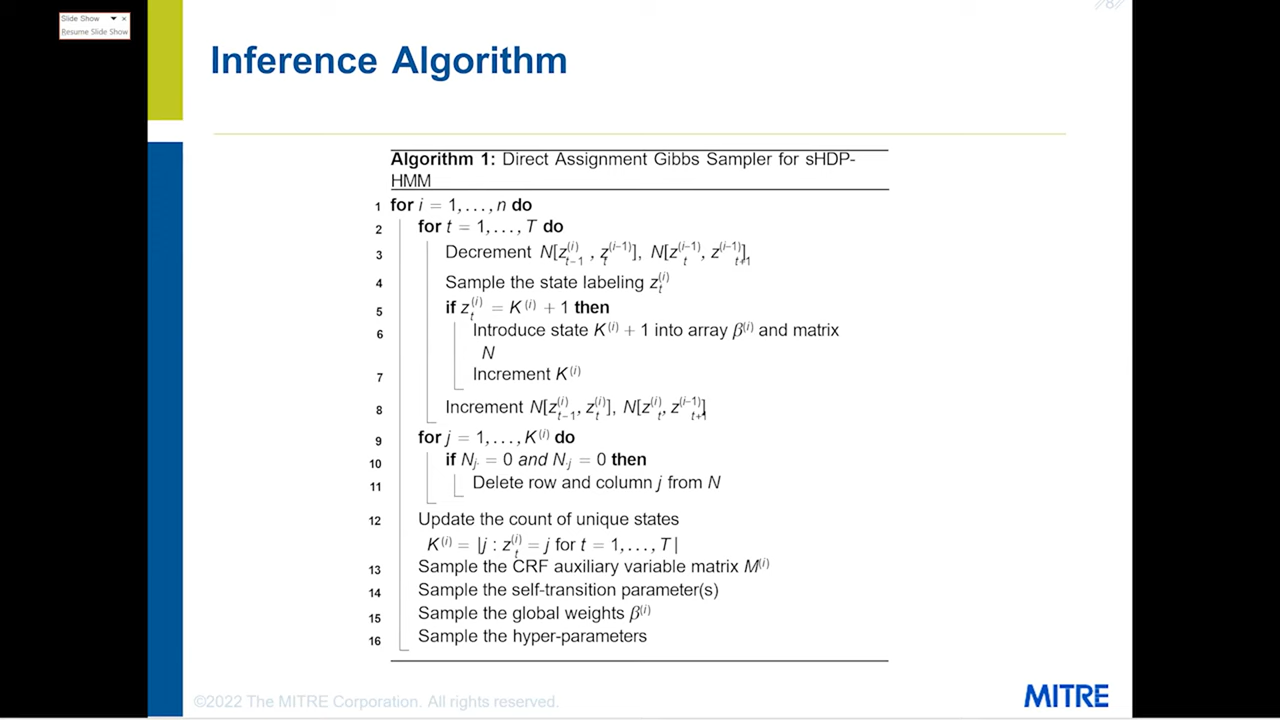 Slide Show
Resume Slide Show
/8/
Inference Algorithm
Algorithm 1: Direct Assignment Gibbs Sampler for sHDP-
HMM
1 for i = 1, . . . , n do
2 for t = 1, . . . , T do
3 Decrement N[z_{t−1}^{(i)}, z_t^{(i-1)}], N[z_t^{(i-1)}, z_{t+1}^{(i-1)}]
4 Sample the state labeling z_t^{(i)}
5 if z_t^{(i)} = K^{(i)} + 1 then
6 Introduce state K^{(i)} + 1 into array β^{(i)} and matrix
N
7 Increment K^{(i)}
8 Increment N[z_{t−1}^{(i)}, z_t^{(i)}], N[z_t^{(i)}, z_{t+1}^{(i-1)}]
9 for j = 1, . . . , K^{(i)} do
10 if N_{j·} = 0 and N_{·j} = 0 then
11 Delete row and column j from N
12 Update the count of unique states
K^{(i)} = |j : z_t^{(i)} = j for t = 1, . . . , T|
13 Sample the CRF auxiliary variable matrix M^{(i)}
14 Sample the self-transition parameter(s)
15 Sample the global weights β^{(i)}
16 Sample the hyper-parameters
©2022 The MITRE Corporation. All rights reserved.
MITRE